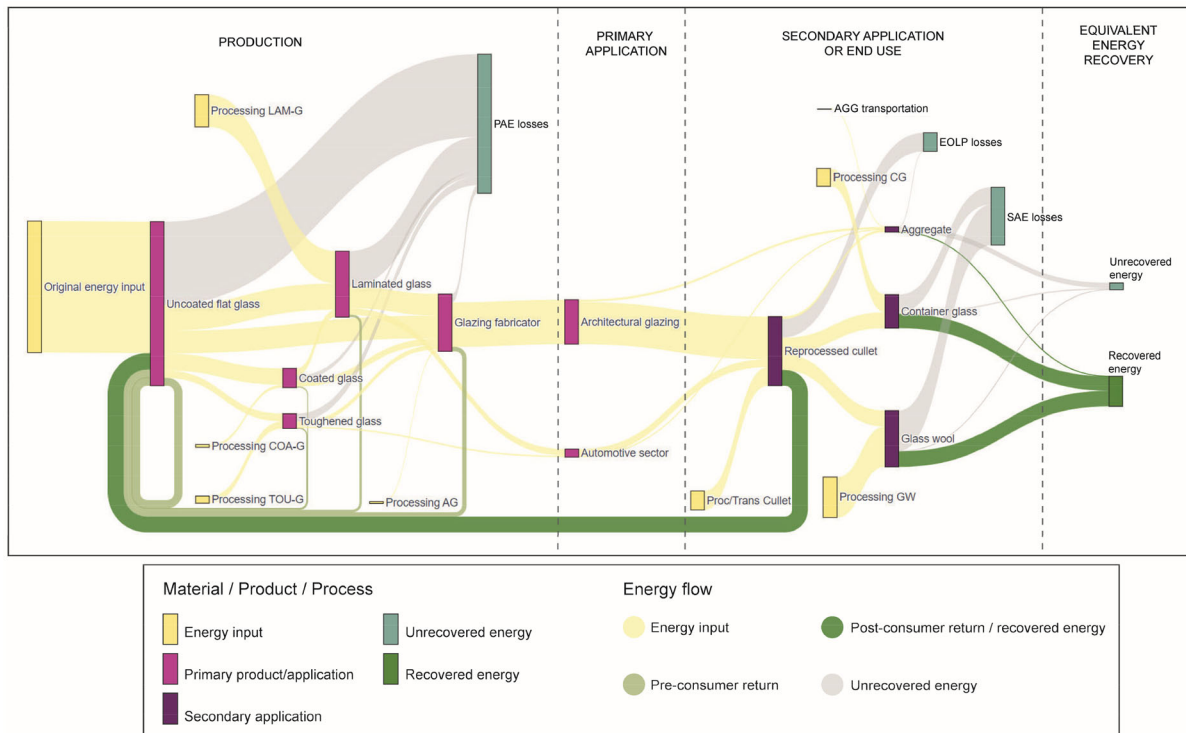 PRODUCTION
PRIMARY
APPLICATION
SECONDARY APPLICATION
OR END USE
EQUIVALENT
ENERGY
RECOVERY
Processing LAM-G
PAE losses
AGG transportation
EOLP losses
Processing CG
SAE losses
Aggregate
Original energy input
Uncoated flat glass
Laminated glass
Glazing fabricator
Architectural glazing
Reprocessed cullet
Container glass
Unrecovered
energy
Recovered
energy
Coated glass
Toughened glass
Processing COA-G
Processing TOU-G
Processing AG
Automotive sector
Proc/Trans Cullet
Glass wool
Processing GW
Material / Product / Process
Energy input
Unrecovered energy
Primary product/application
Recovered energy
Secondary application
Energy flow
Energy input
Post-consumer return / recovered energy
Pre-consumer return
Unrecovered energy